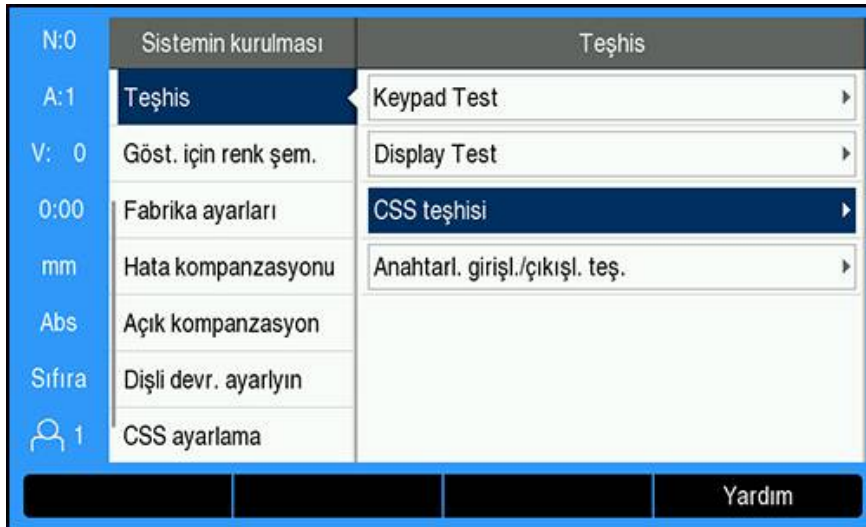 N:0
Sistemin kurulması
Teşhis
A:1
Teşhis
Keypad Test
V: 0
Göst. için renk şem.
Display Test
0:00
Fabrika ayarları
CSS teşhisi
mm
Hata kompanzasyonu
Anahtarl. girişl./çıkışl. teş.
Abs
Açık kompanzasyon
Sıfıra
Dişli devr. ayarlyın
1
CSS ayarlama
Yardım